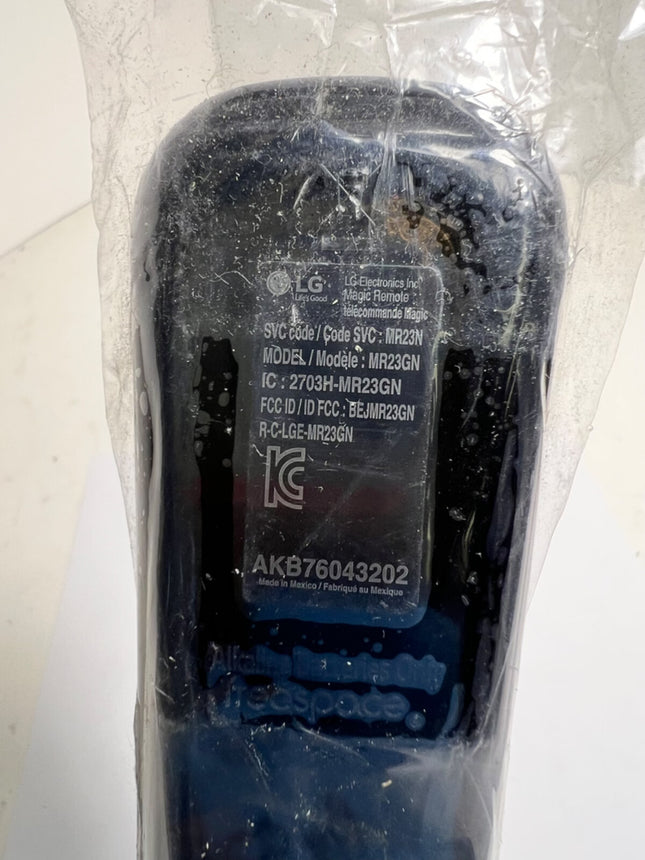 LG
Life's Good
LG Electronics Inc.
Magic Remote
télécommande Magic
SVC code / Code SVC : MR23N
MODEL / Modèle : MR23GN
IC : 2703H-MR23GN
FCC ID / ID FCC : BEJMR23GN
R-C-LGE-MR23GN
AKB76043202
Made in Mexico / Fabriqué au Mexique
freespace.